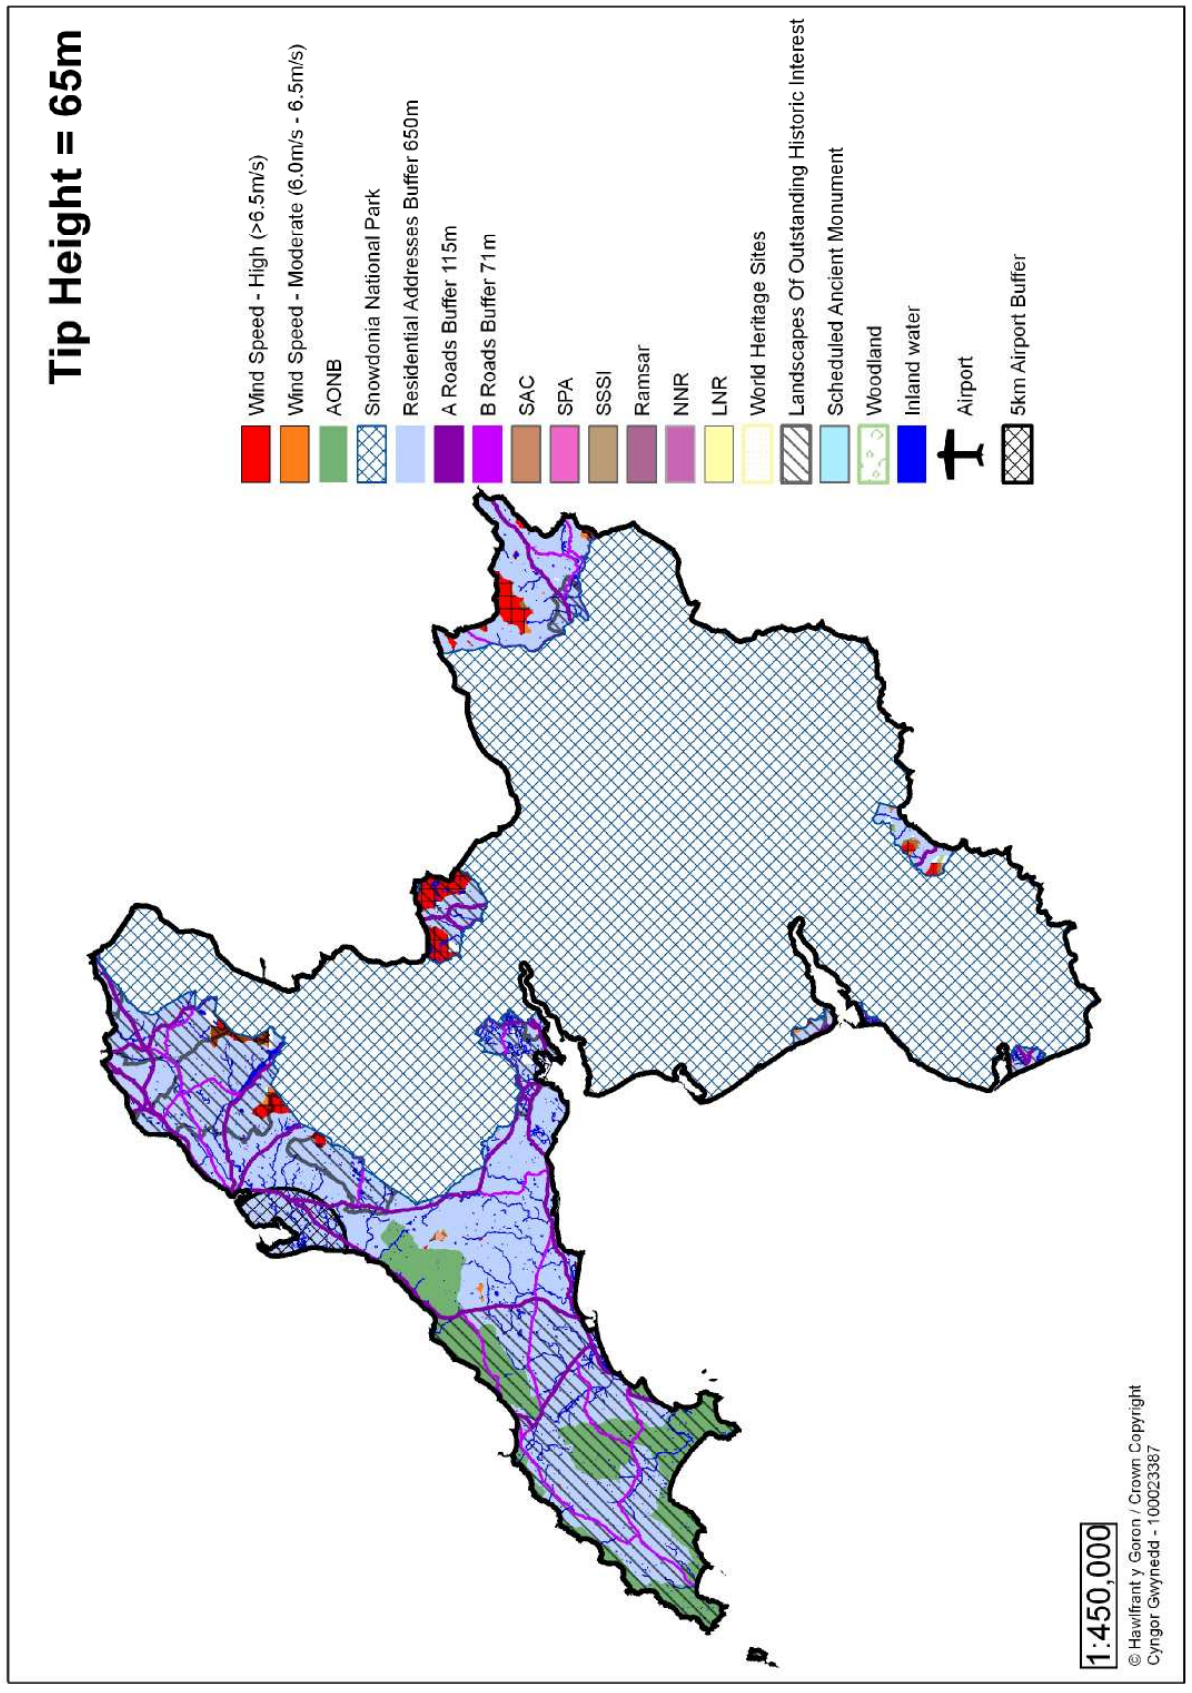 Tip Height = 65m
Wind Speed - High (>6.5m/s)
Wind Speed - Moderate (6.0m/s - 6.5m/s)
AONB
Snowdonia National Park
Residential Addresses Buffer 650m
A Roads Buffer 115m
B Roads Buffer 71m
SAC
SPA
SSSI
Ramsar
NNR
LNR
World Heritage Sites
Landscapes Of Outstanding Historic Interest
Scheduled Ancient Monument
Woodland
Inland water
Airport
5km Airport Buffer
1:450,000
© Hawlfraint y Goron / Crown Copyright
Cyngor Gwynedd - 100023387